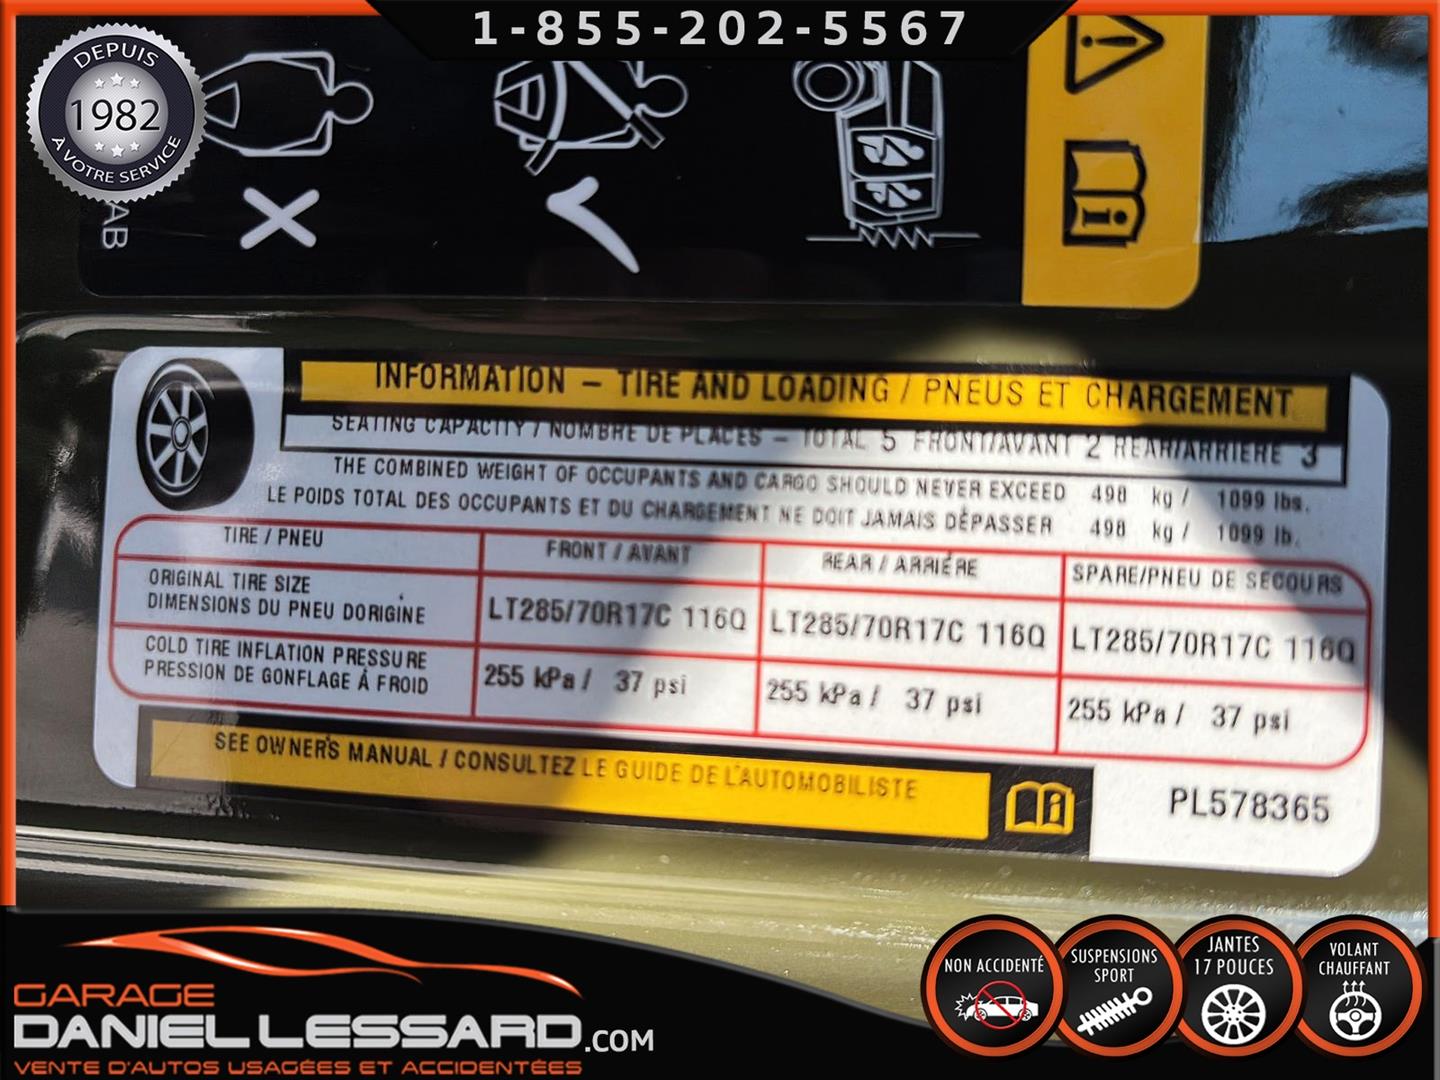 1-855-202-5567
DEPUIS
1982
À VOTRE SERVICE
INFORMATION – TIRE AND LOADING / PNEUS ET CHARGEMENT
SEATING CAPACITY / NOMBRE DE PLACES – TOTAL 5 FRONT/AVANT 2 REAR/ARRIÈRE 3
THE COMBINED WEIGHT OF OCCUPANTS AND CARGO SHOULD NEVER EXCEED 498 kg / 1099 lbs.
LE POIDS TOTAL DES OCCUPANTS ET DU CHARGEMENT NE DOIT JAMAIS DÉPASSER 498 kg / 1099 lb.
TIRE / PNEU FRONT / AVANT REAR / ARRIÉRE SPARE/PNEU DE SECOURS
ORIGINAL TIRE SIZE
DIMENSIONS DU PNEU DORIGINE LT285/70R17C 116Q LT285/70R17C 116Q LT285/70R17C 116Q
COLD TIRE INFLATION PRESSURE
PRESSION DE GONFLAGE À FROID 255 kPa / 37 psi 255 kPa / 37 psi 255 kPa / 37 psi
SEE OWNER'S MANUAL / CONSULTEZ LE GUIDE DE L'AUTOMOBILISTE
PL578365
NON ACCIDENTÉ
SUSPENSIONS
SPORT
JANTES
17 POUCES
VOLANT
CHAUFFANT
GARAGE
DANIEL LESSARD.COM
VENTE D'AUTOS USAGÉES ET ACCIDENTÉES